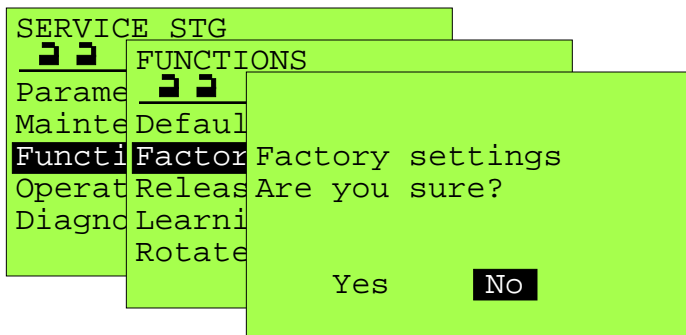 SERVICE STG
Parame
Mainte
Functi
Operat
Diagno
FUNCTIONS
Defaul
Factor
Releas
Learni
Rotate
Factory settings
Are you sure?
Yes No